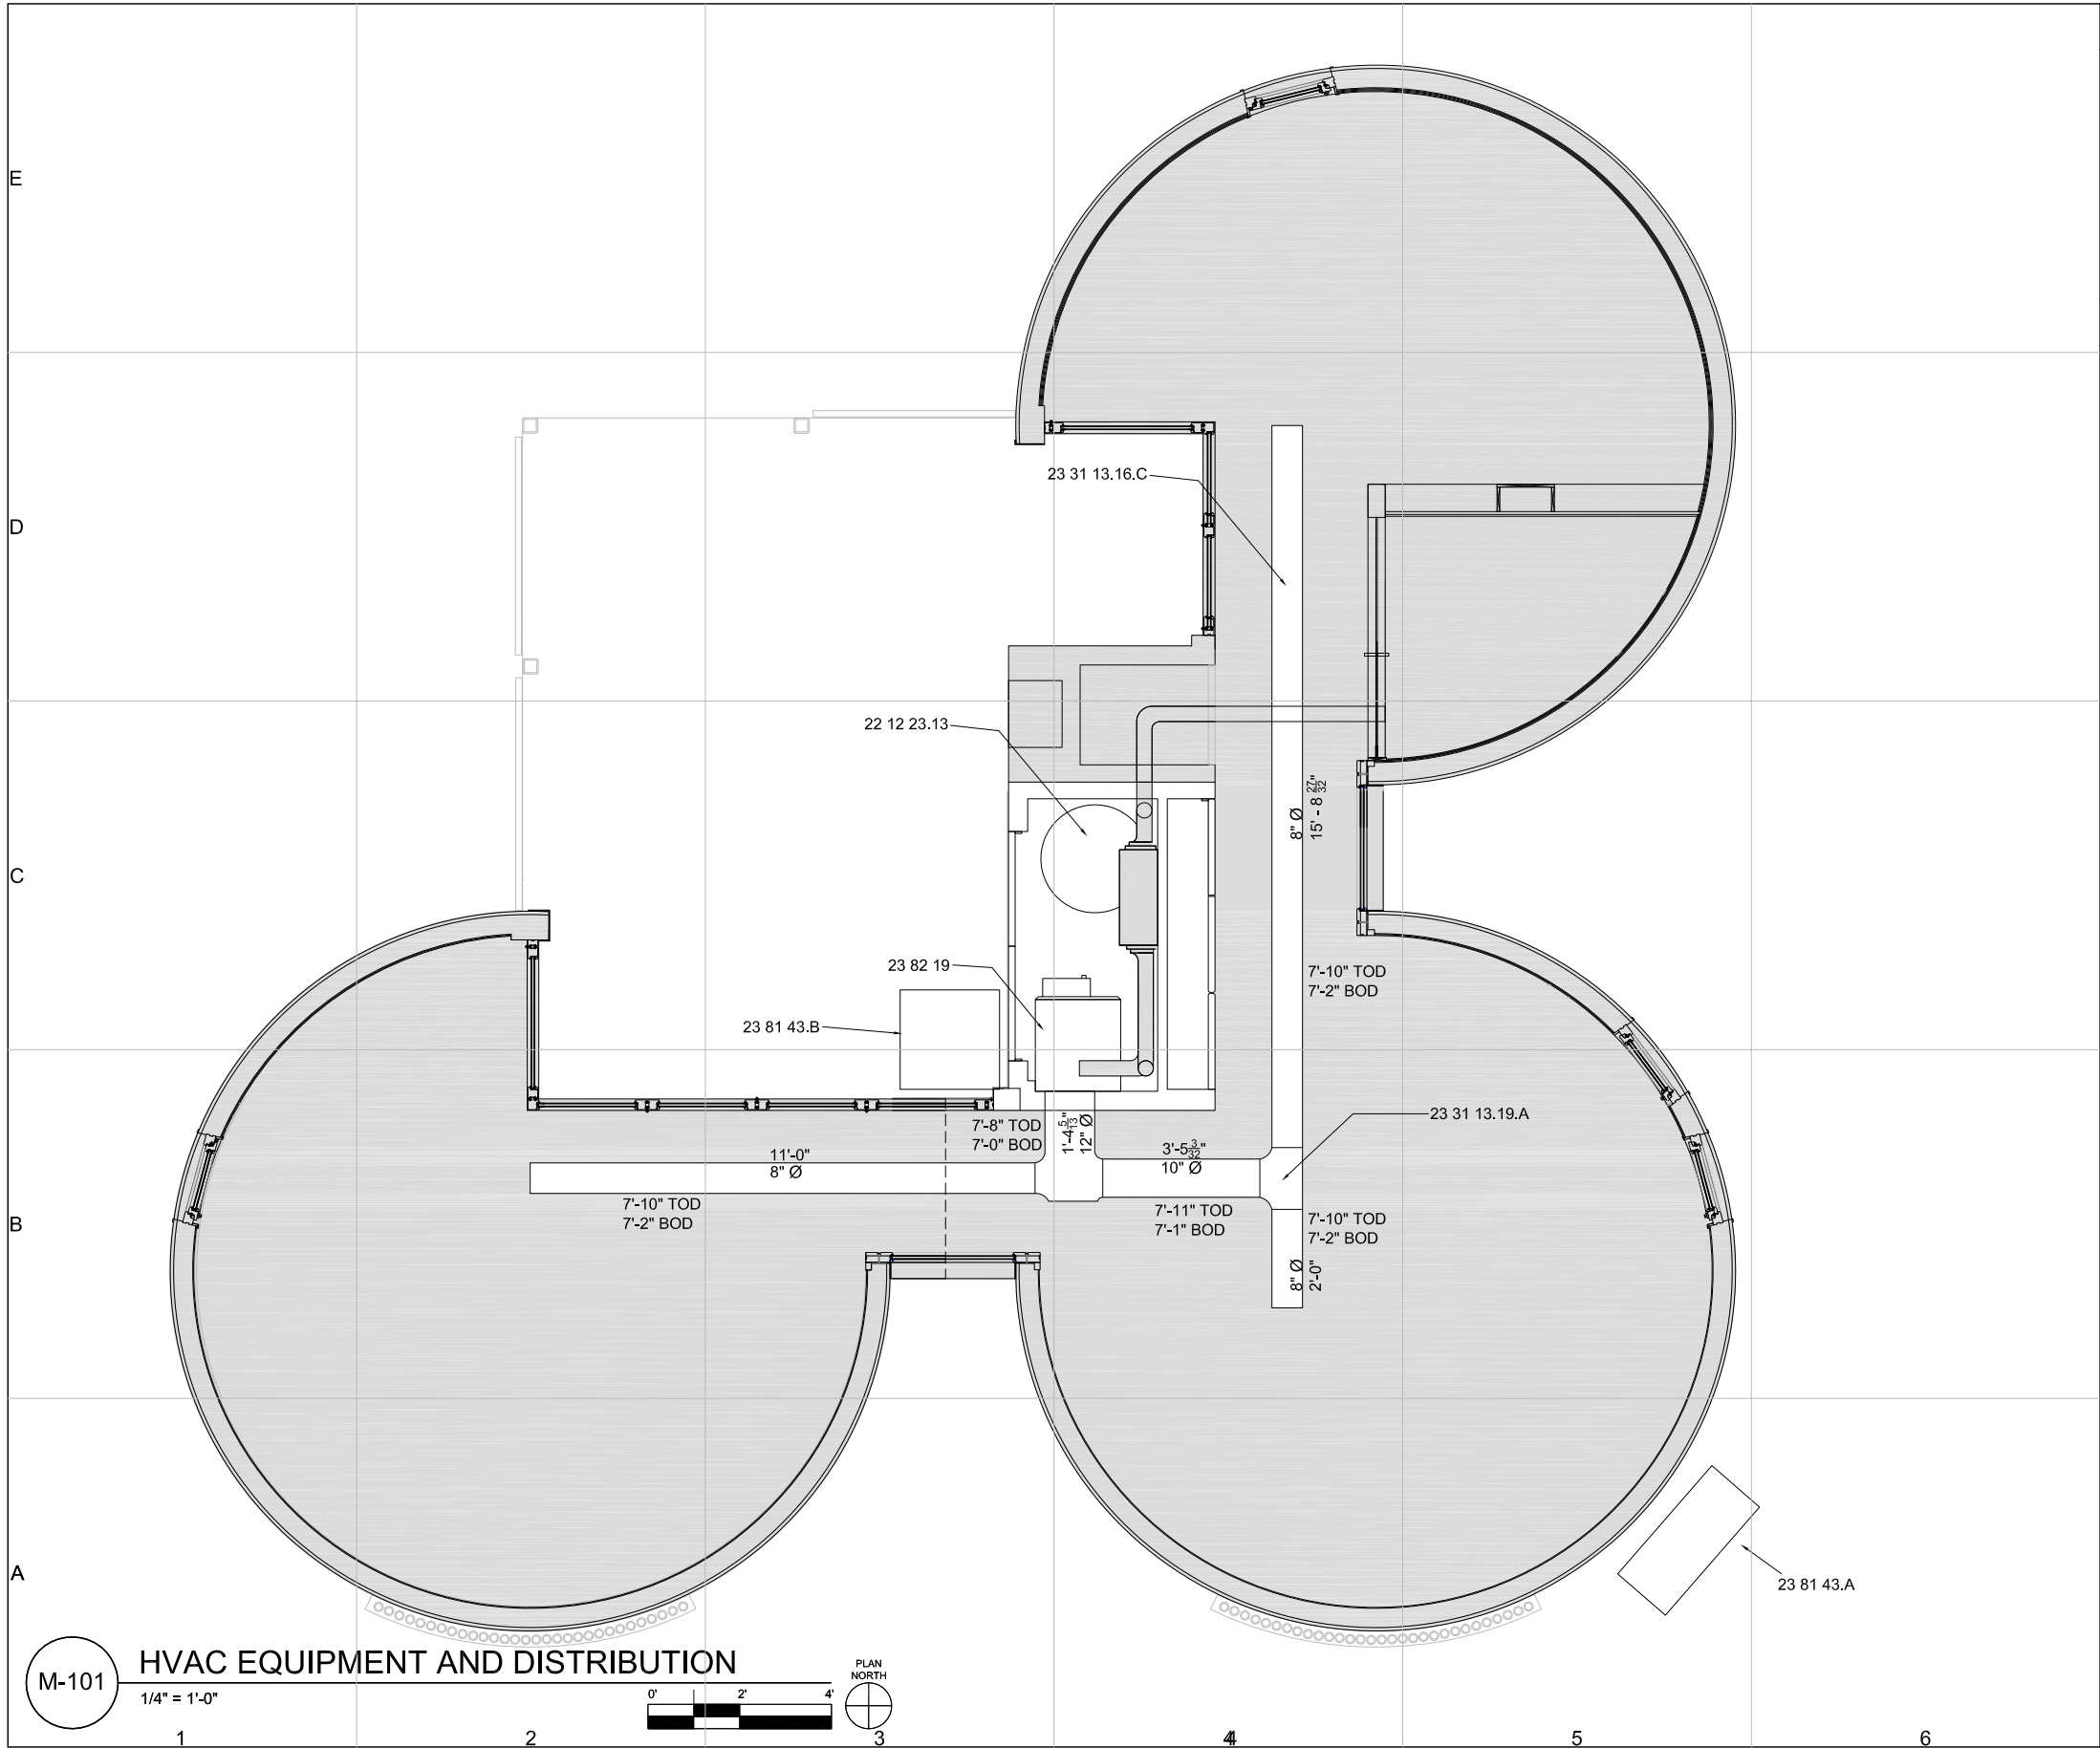 E
23 31 13.16.C
D
22 12 23.13
8" Ø
15' - 8 27/32"
C
23 82 19
7'-10" TOD
7'-2" BOD
23 81 43.B
23 31 13.19.A
7'-8" TOD
7'-0" BOD
1'-4 5/13"
12" Ø
11'-0"
8" Ø
3'-5 3/32"
10" Ø
7'-10" TOD
7'-2" BOD
7'-11" TOD
7'-1" BOD
7'-10" TOD
7'-2" BOD
B
8" Ø
2'-0"
A
23 81 43.A
M-101
HVAC EQUIPMENT AND DISTRIBUTION
1/4" = 1'-0"
0' 2' 4'
PLAN
NORTH
1 2 3 4 5 6